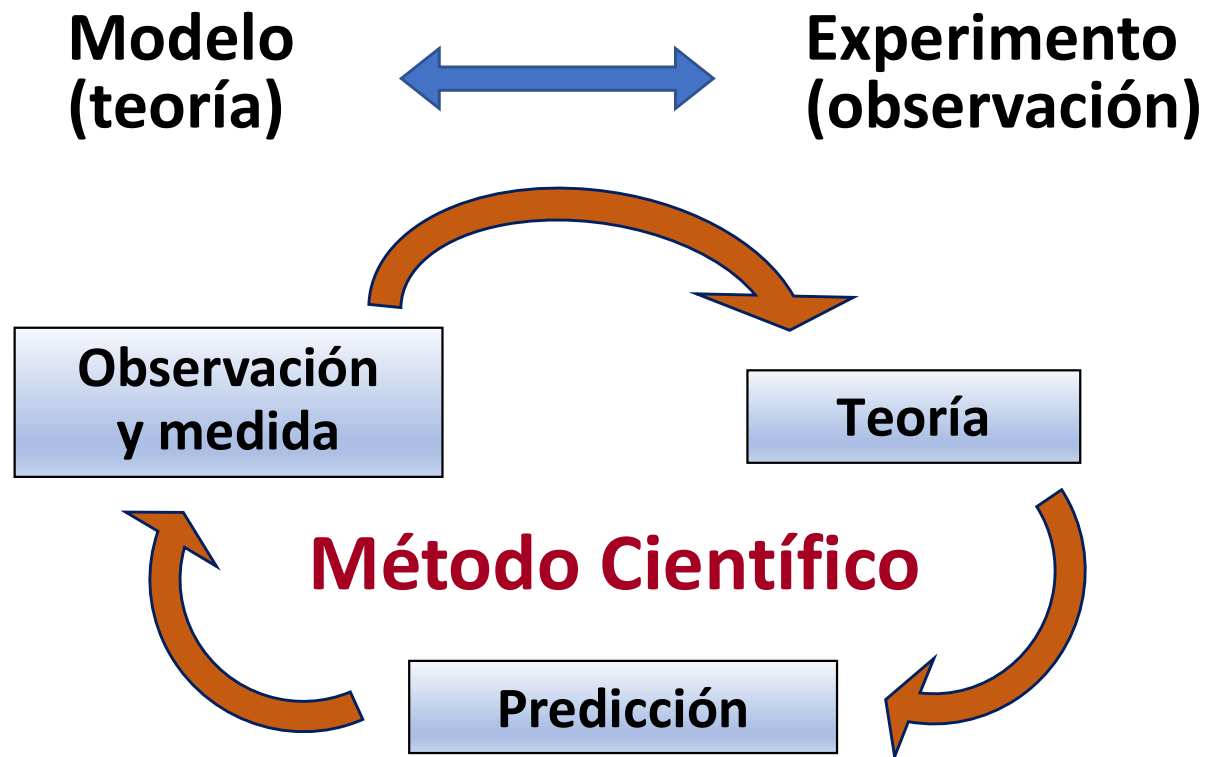 Modelo
(teoría)
Experimento
(observación)
Observación
y medida
Teoría
Método Científico
Predicción